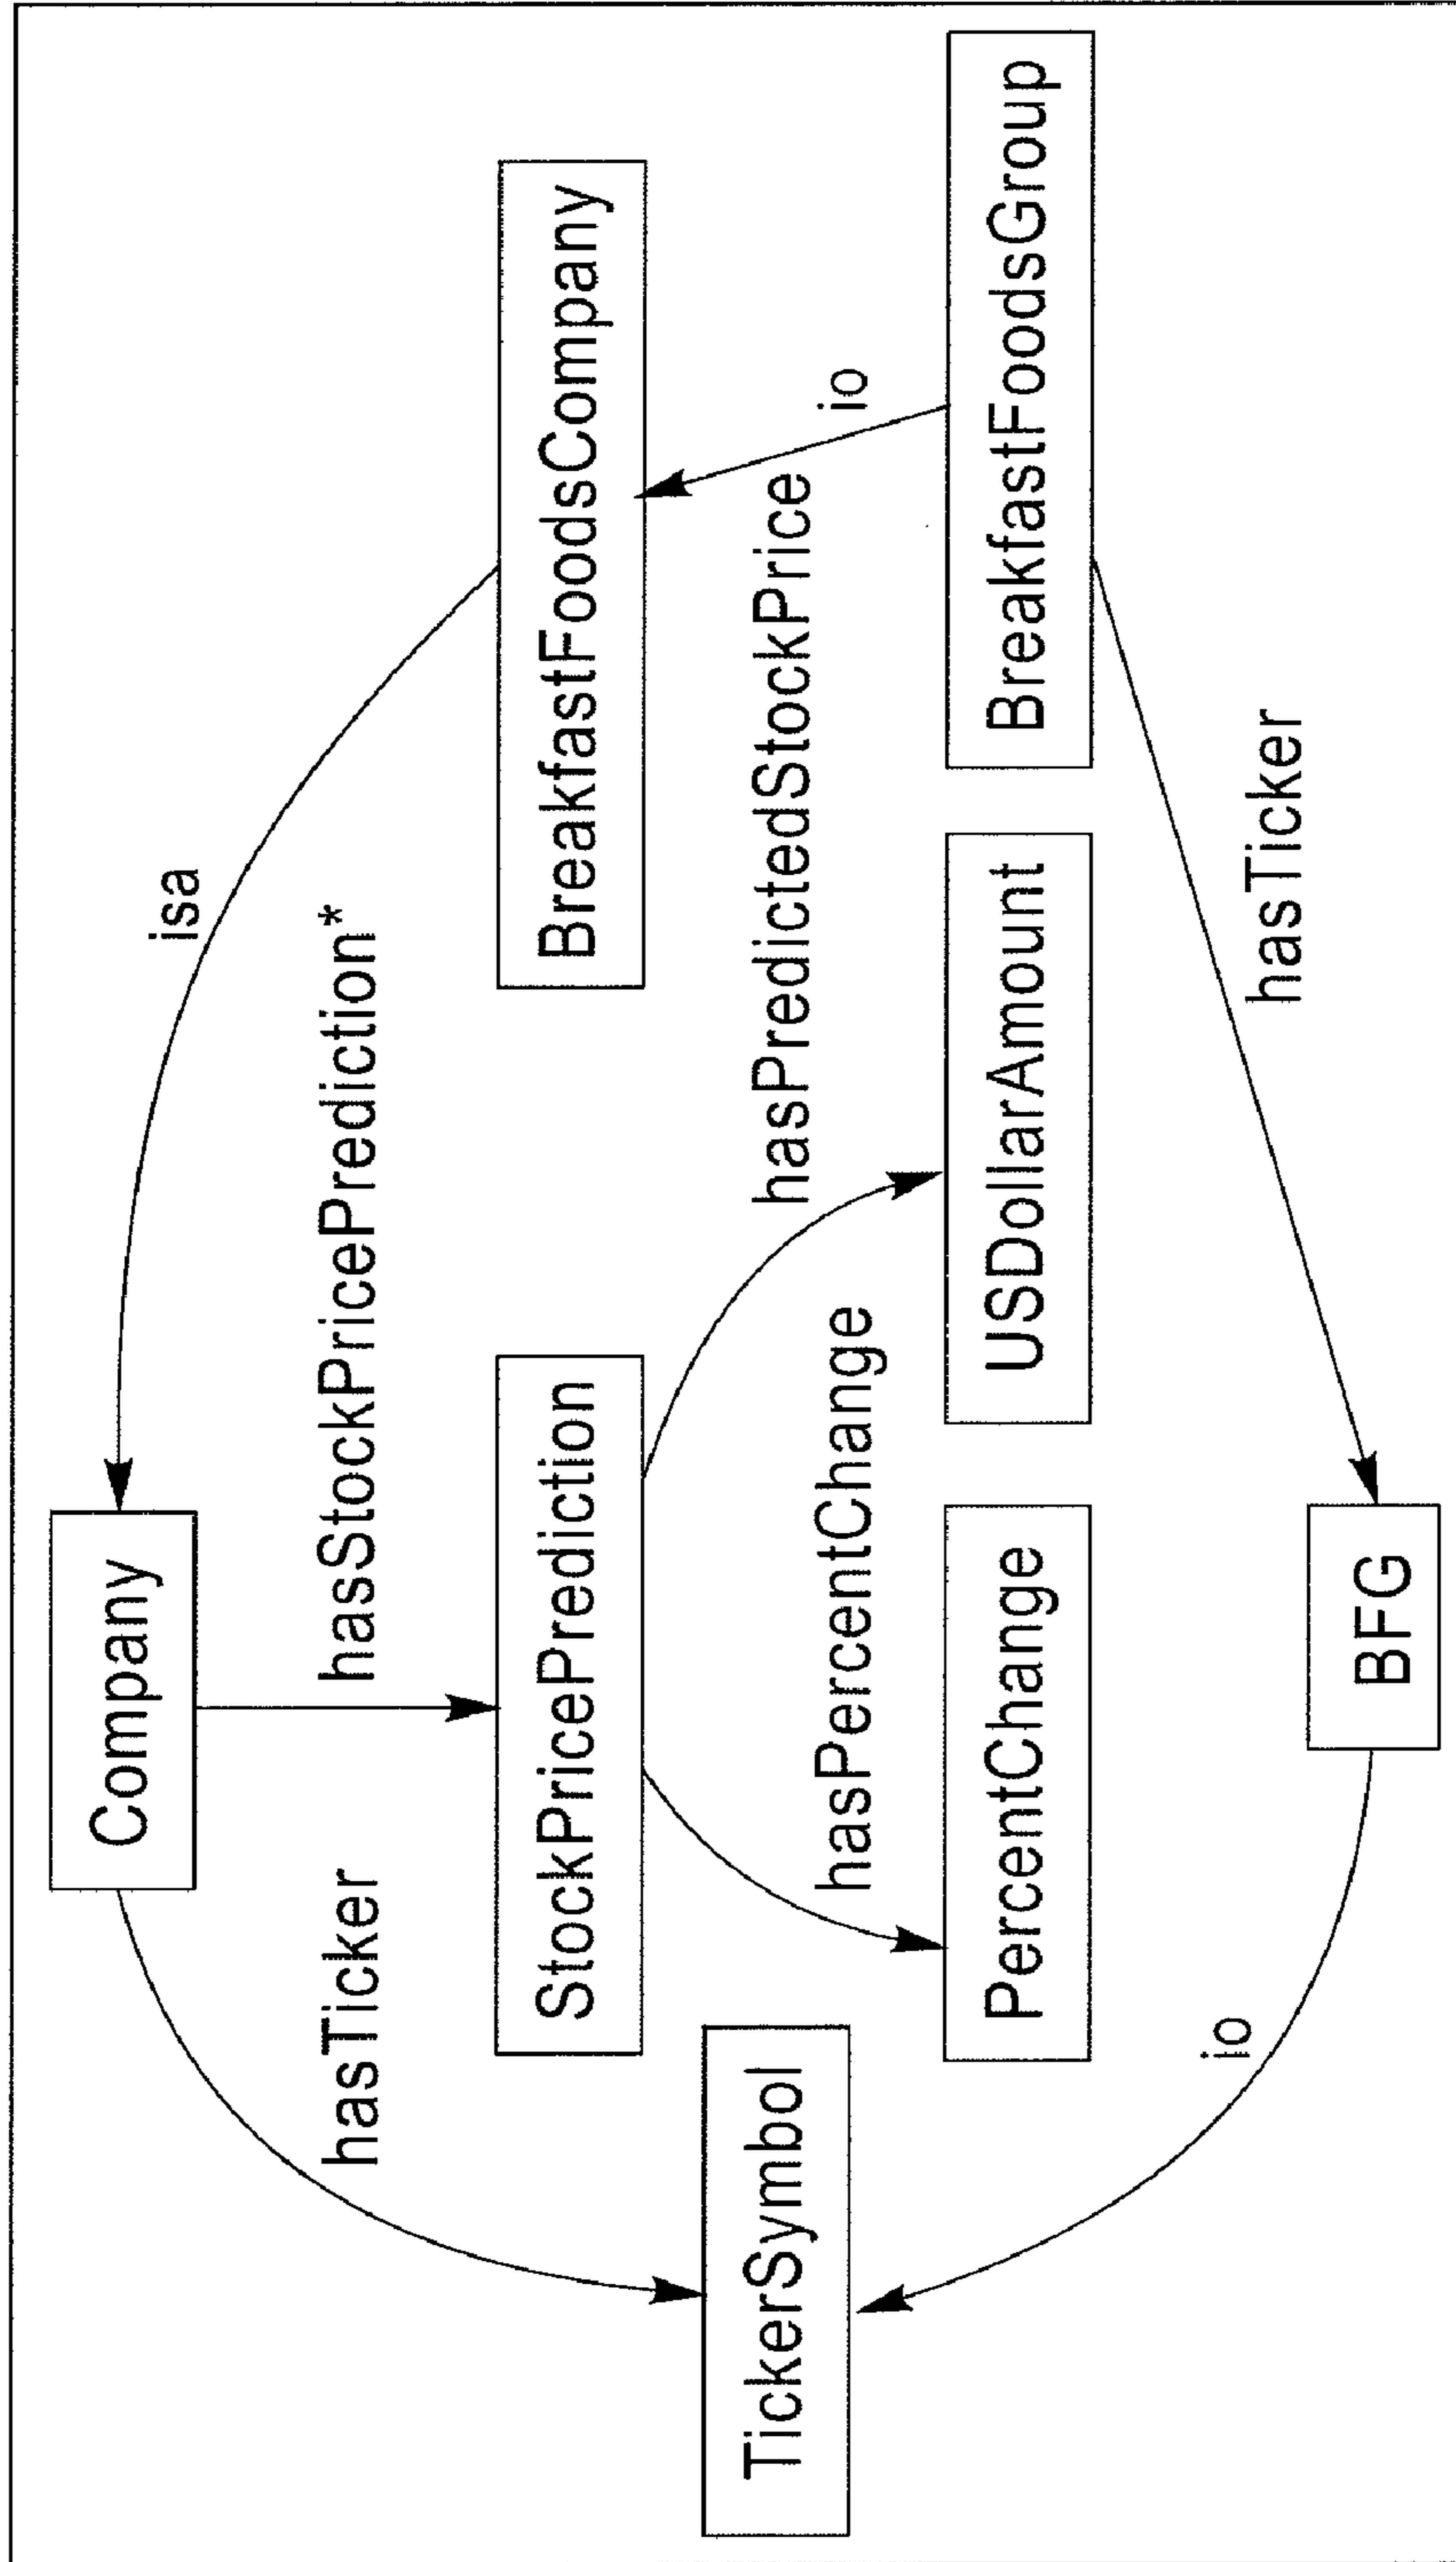 Company
isa
hasTicker
hasStockPricePrediction*
StockPricePrediction
BreakfastFoodsCompany
TickerSymbol
hasPredictedStockPrice
hasPercentChange
io
PercentChange
USDollarAmount
BreakfastFoodsGroup
io
hasTicker
BFG